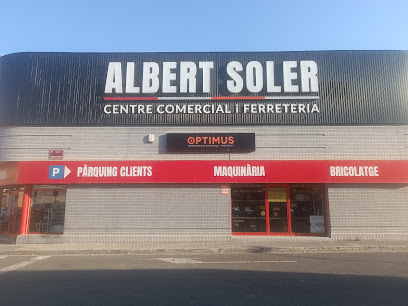 ALBERT SOLER
CENTRE COMERCIAL i FERRETERIA
OPTIMUS
P PÀRQUING CLIENTS
MAQUINÀRIA
BRICOLATGE